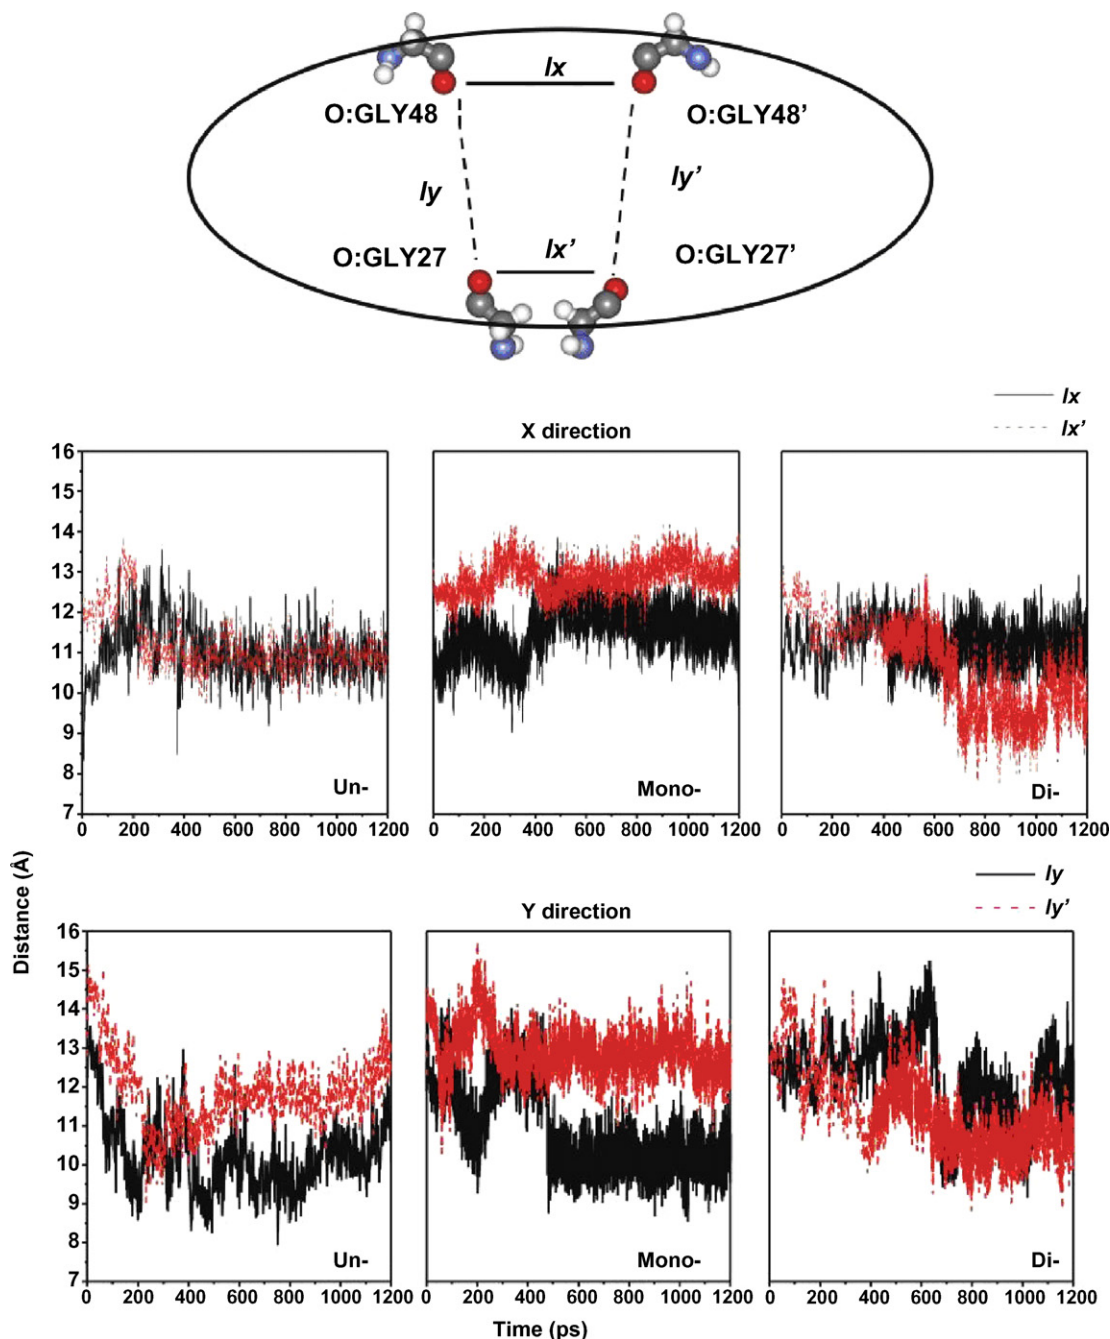 lx
O:GLY48 O:GLY48’
ly ly’
lx’
O:GLY27 O:GLY27’
lx
lx’
X direction
16
15
14
13
12
11
10
9
8
7
Un- Mono- Di-
0 200 400 600 800 1000 1200 0 200 400 600 800 1000 1200 0 200 400 600 800 1000 1200
ly
ly’
Y direction
Distance (Å)
16
15
14
13
12
11
10
9
8
7
Un- Mono- Di-
0 200 400 600 800 1000 1200 0 200 400 600 800 1000 1200 0 200 400 600 800 1000 1200
Time (ps)